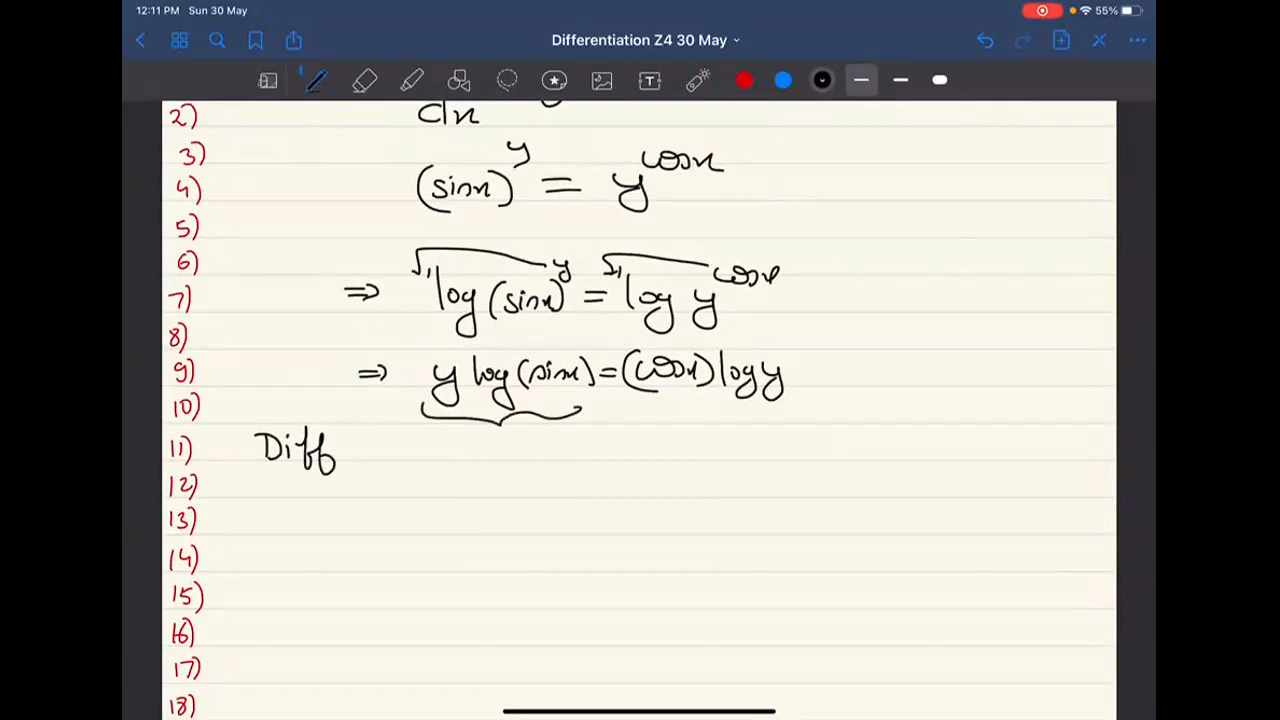 12:11 PM Sun 30 May 55%
Differentiation Z4 30 May
2) dx
3)
4) (sinx)^y = y^cosx
5)
6)
7) ⇒ log (sinx)^y = log y^cosx
8)
9) ⇒ y log (sinx) = (cosx) log y
10)
11) Diff
12)
13)
14)
15)
16)
17)
18)